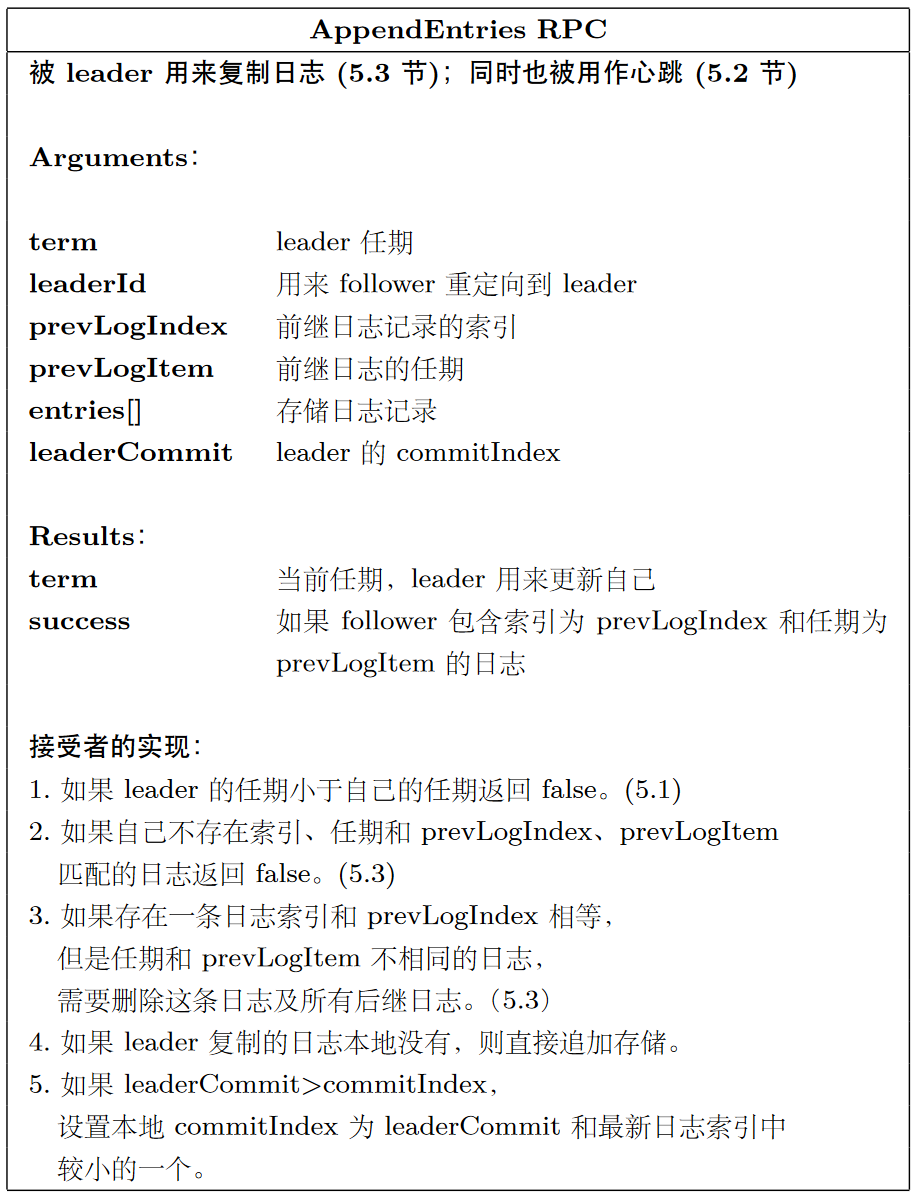 AppendEntries RPC
被 leader 用来复制日志 (5.3 节)；同时也被用作心跳 (5.2 节)
Arguments：
term leader 任期
leaderId 用来 follower 重定向到 leader
prevLogIndex 前继日志记录的索引
prevLogItem 前继日志的任期
entries[] 存储日志记录
leaderCommit leader 的 commitIndex
Results：
term 当前任期，leader 用来更新自己
success 如果 follower 包含索引为 prevLogIndex 和任期为
prevLogItem 的日志
接受者的实现：
1. 如果 leader 的任期小于自己的任期返回 false。(5.1)
2. 如果自己不存在索引、任期和 prevLogIndex、prevLogItem
匹配的日志返回 false。(5.3)
3. 如果存在一条日志索引和 prevLogIndex 相等，
但是任期和 prevLogItem 不相同的日志，
需要删除这条日志及所有后继日志。（5.3）
4. 如果 leader 复制的日志本地没有，则直接追加存储。
5. 如果 leaderCommit>commitIndex，
设置本地 commitIndex 为 leaderCommit 和最新日志索引中
较小的一个。